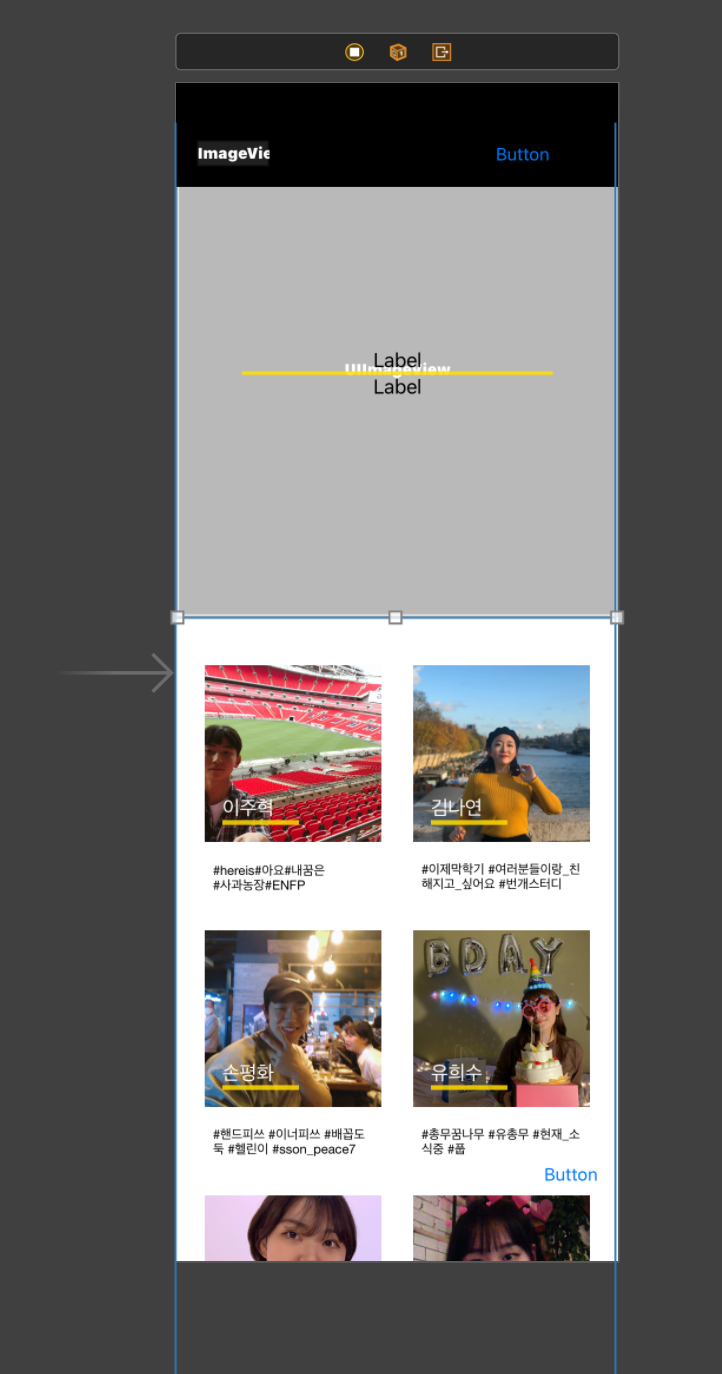 ImageVie
Button
Label
UIImageview
Label
이주혁
김나연
#hereis#아요#내꿈은
#사과농장#ENFP
#이제막학기 #여러분들이랑_친
해지고_싶어요 #번개스터디
BDAY
손평화
유희수
#핸드피쓰 #이너피쓰 #배꼽도
둑 #헬린이 #sson_peace7
#총무꿈나무 #유총무 #현재_소
식중 #폽
Button